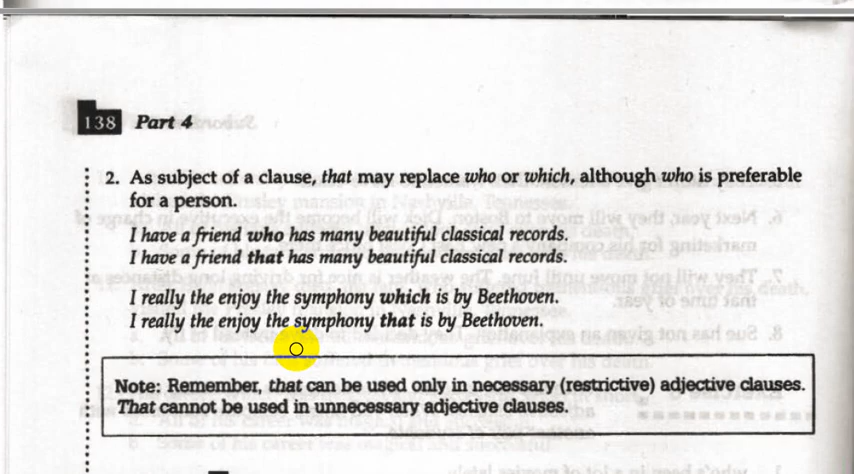 138 Part 4
2. As subject of a clause, that may replace who or which, although who is preferable
for a person.
I have a friend who has many beautiful classical records.
I have a friend that has many beautiful classical records.
I really the enjoy the symphony which is by Beethoven.
I really the enjoy the symphony that is by Beethoven.
Note: Remember, that can be used only in necessary (restrictive) adjective clauses.
That cannot be used in unnecessary adjective clauses.